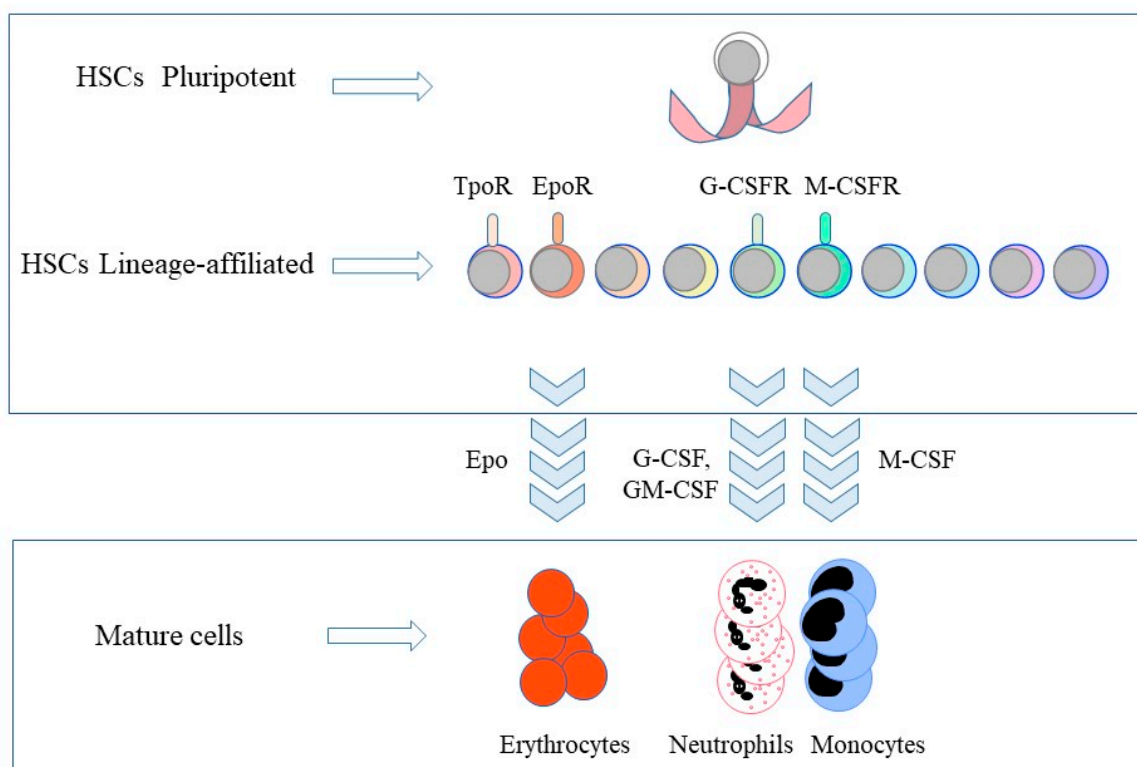 HSCs Pluripotent
TpoR EpoR G-CSFR M-CSFR
HSCs Lineage-affiliated
Epo
G-CSF,
GM-CSF
M-CSF
Mature cells
Erythrocytes Neutrophils Monocytes